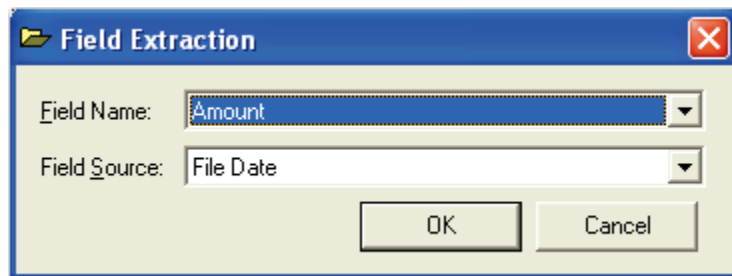 Field Extraction
Field Name: Amount
Field Source: File Date
OK Cancel